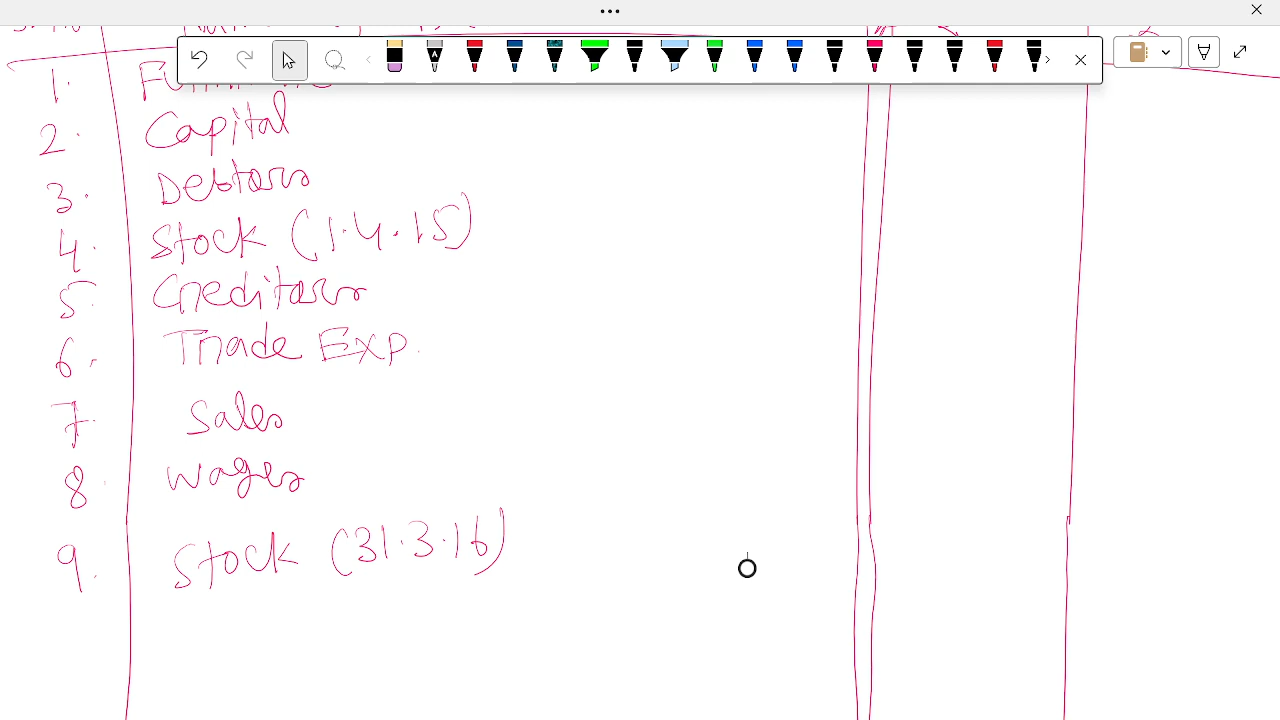 1.
2. Capital
3. Debtors
4. Stock (1.4.15)
5. Creditors
6. Trade Exp.
7. Sales
8. Wages
9. Stock (31.3.16)